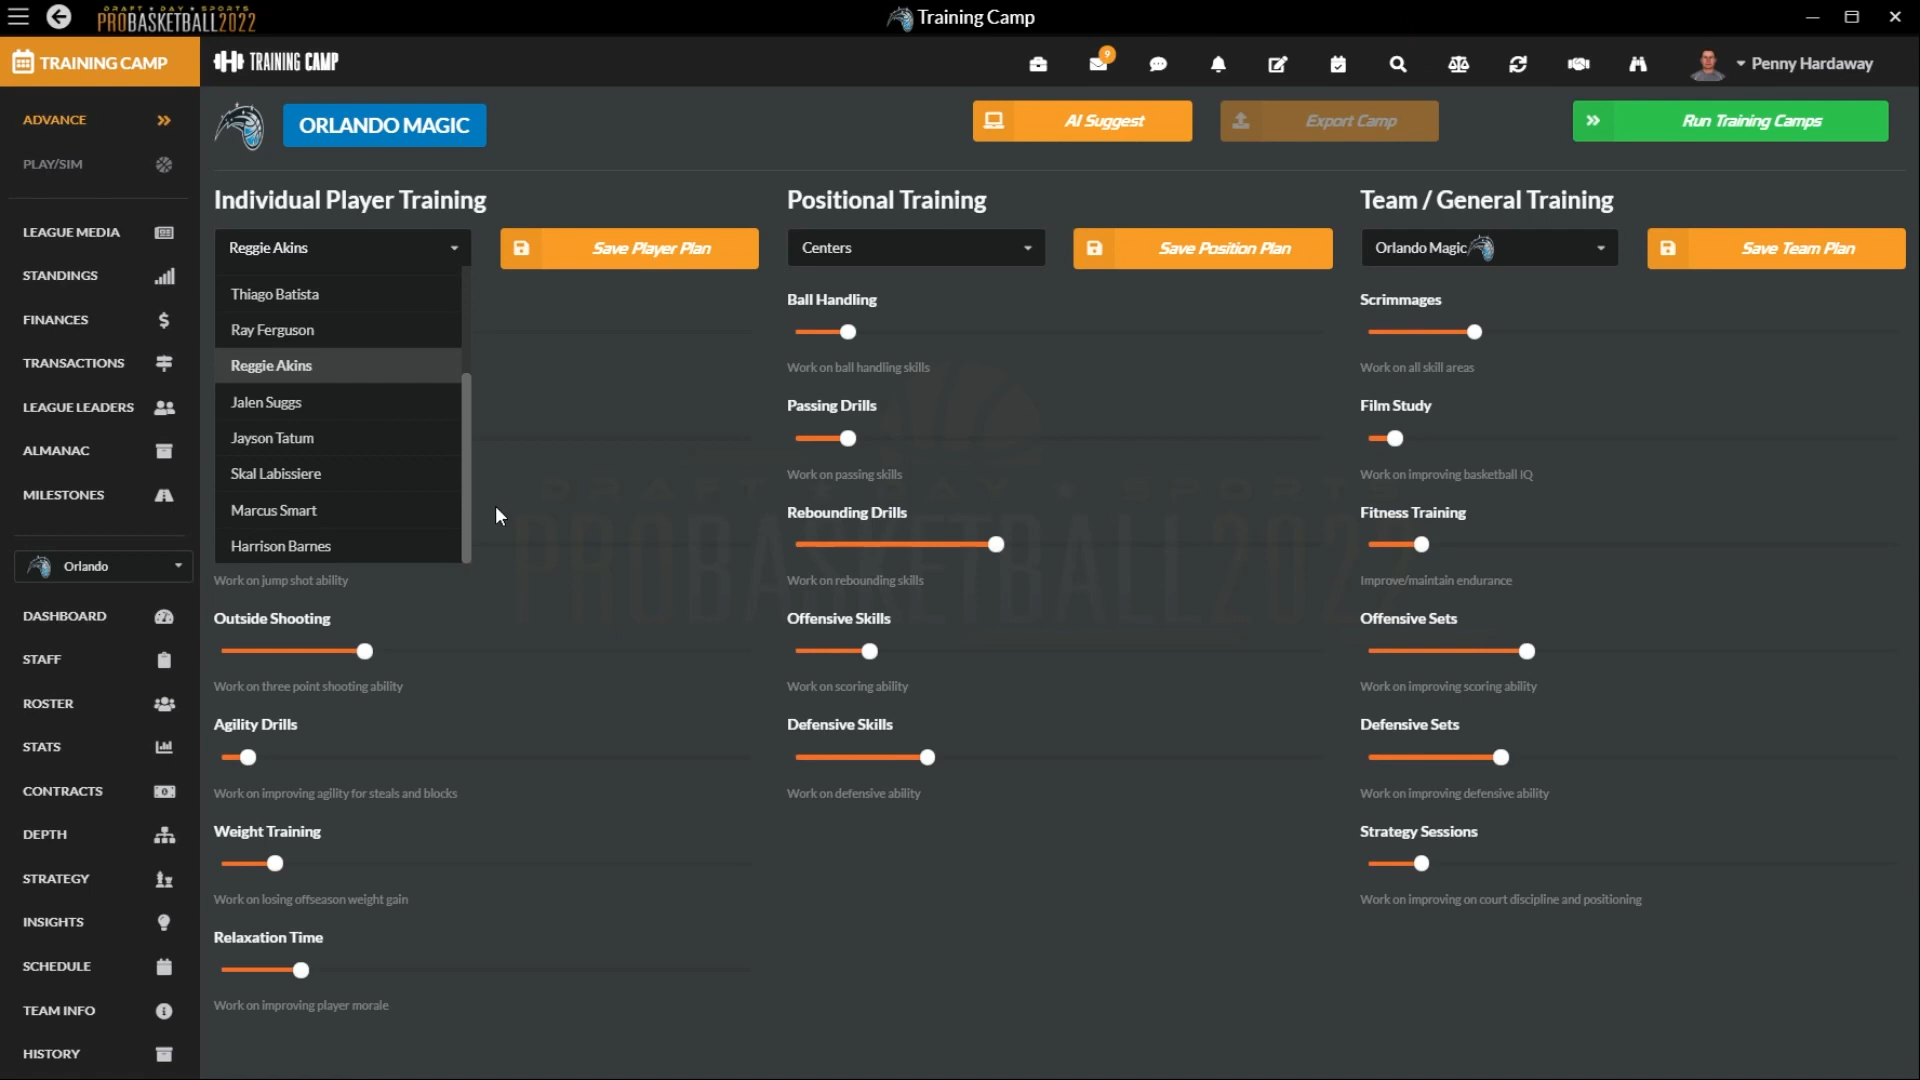 DRAFT • DAY • SPORTS
PROBASKETBALL2022
Training Camp
TRAINING CAMP
TRAINING CAMP
9
Penny Hardaway
ADVANCE
PLAY/SIM
LEAGUE MEDIA
STANDINGS
FINANCES
TRANSACTIONS
LEAGUE LEADERS
ALMANAC
MILESTONES
Orlando
DASHBOARD
STAFF
ROSTER
STATS
CONTRACTS
DEPTH
STRATEGY
INSIGHTS
SCHEDULE
TEAM INFO
HISTORY
ORLANDO MAGIC
AI Suggest
Export Camp
Run Training Camps
Individual Player Training
Reggie Akins
Save Player Plan
Thiago Batista
Ray Ferguson
Reggie Akins
Jalen Suggs
Jayson Tatum
Skal Labissiere
Marcus Smart
Harrison Barnes
Work on jump shot ability
Outside Shooting
Work on three point shooting ability
Agility Drills
Work on improving agility for steals and blocks
Weight Training
Work on losing offseason weight gain
Relaxation Time
Work on improving player morale
Positional Training
Centers
Save Position Plan
Ball Handling
Work on ball handling skills
Passing Drills
Work on passing skills
Rebounding Drills
Work on rebounding skills
Offensive Skills
Work on scoring ability
Defensive Skills
Work on defensive ability
Team / General Training
Orlando Magic
Save Team Plan
Scrimmages
Work on all skill areas
Film Study
Work on improving basketball IQ
Fitness Training
Improve/maintain endurance
Offensive Sets
Work on improving scoring ability
Defensive Sets
Work on improving defensive ability
Strategy Sessions
Work on improving on court discipline and positioning
DRAFT • DAY • SPORTS
PROBASKETBALL2022